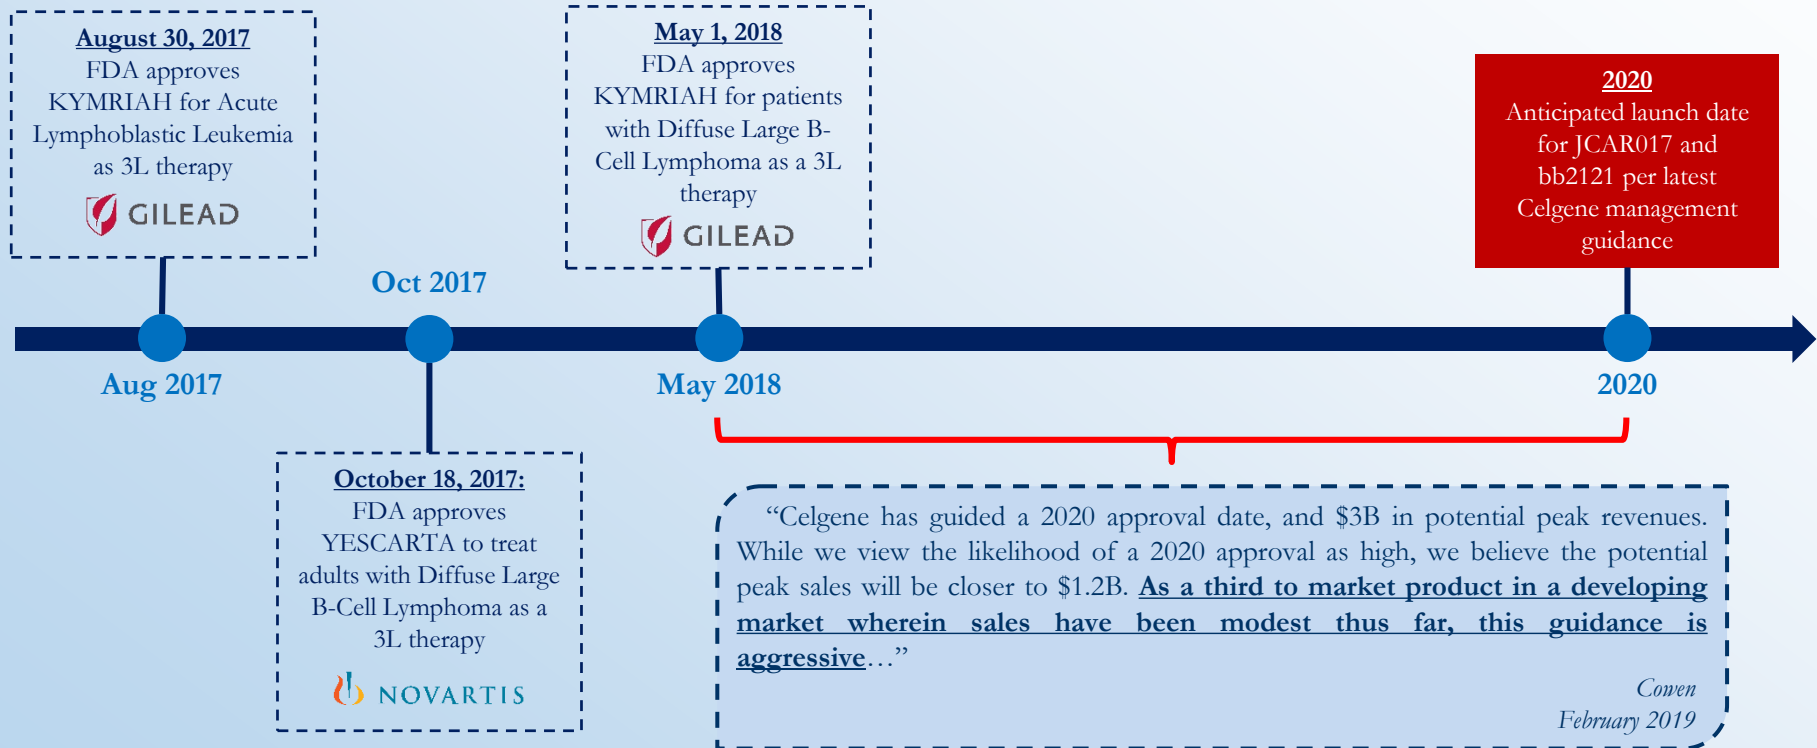 August 30, 2017
FDA approves
KYMRIAH for Acute
Lymphoblastic Leukemia
as 3L therapy
GILEAD
May 1, 2018
FDA approves
KYMRIAH for patients
with Diffuse Large B-
Cell Lymphoma as a 3L
therapy
GILEAD
2020
Anticipated launch date
for JCAR017 and
bb2121 per latest
Celgene management
guidance
Oct 2017
Aug 2017
May 2018
2020
October 18, 2017:
FDA approves
YESCARTA to treat
adults with Diffuse Large
B-Cell Lymphoma as a
3L therapy
NOVARTIS
“Celgene has guided a 2020 approval date, and $3B in potential peak revenues.
While we view the likelihood of a 2020 approval as high, we believe the potential
peak sales will be closer to $1.2B. As a third to market product in a developing
market wherein sales have been modest thus far, this guidance is
aggressive…”
Cowen
February 2019